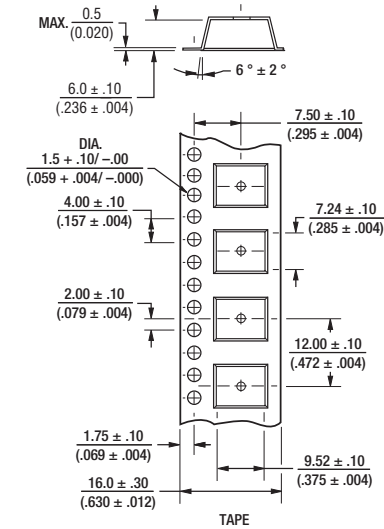 MAX. 0.5
(0.020)
6 ° ± 2 °
6.0 ± .10
(.236 ± .004)
7.50 ± .10
(.295 ± .004)
DIA.
1.5 + .10/ –.00
(.059 + .004/ –.000)
4.00 ± .10
(.157 ± .004)
7.24 ± .10
(.285 ± .004)
2.00 ± .10
(.079 ± .004)
12.00 ± .10
(.472 ± .004)
1.75 ± .10
(.069 ± .004)
9.52 ± .10
(.375 ± .004)
16.0 ± .30
(.630 ± .012)
TAPE